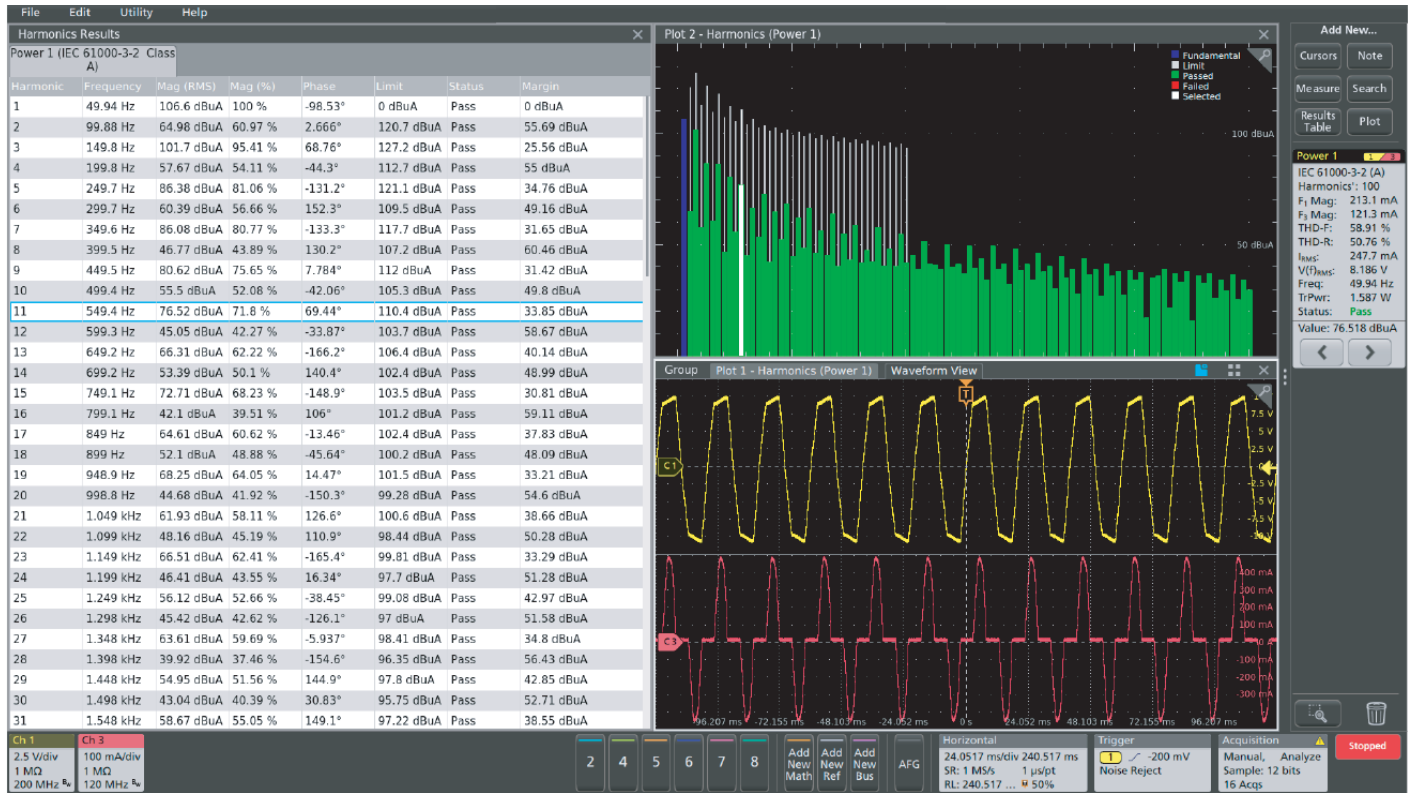 File Edit Utility Help
Harmonics Results
Power 1 (IEC 61000-3-2 Class
A)
Harmonic Frequency Mag (RMS) Mag (%) Phase Limit Status Margin
1 49.94 Hz 106.6 dBuA 100 % -98.53° 0 dBuA Pass 0 dBuA
2 99.88 Hz 64.98 dBuA 60.97 % 2.666° 120.7 dBuA Pass 55.69 dBuA
3 149.8 Hz 101.7 dBuA 95.41 % 68.76° 127.2 dBuA Pass 25.56 dBuA
4 199.8 Hz 57.67 dBuA 54.11 % -44.3° 112.7 dBuA Pass 55 dBuA
5 249.7 Hz 86.38 dBuA 81.06 % -131.2° 121.1 dBuA Pass 34.76 dBuA
6 299.7 Hz 60.39 dBuA 56.66 % 152.3° 109.5 dBuA Pass 49.16 dBuA
7 349.6 Hz 86.08 dBuA 80.77 % -133.3° 117.7 dBuA Pass 31.65 dBuA
8 399.5 Hz 46.77 dBuA 43.89 % 130.2° 107.2 dBuA Pass 60.46 dBuA
9 449.5 Hz 80.62 dBuA 75.65 % 7.784° 112 dBuA Pass 31.42 dBuA
10 499.4 Hz 55.5 dBuA 52.08 % -42.06° 105.3 dBuA Pass 49.8 dBuA
11 549.4 Hz 76.52 dBuA 71.8 % 69.44° 110.4 dBuA Pass 33.85 dBuA
12 599.3 Hz 45.05 dBuA 42.27 % -33.87° 103.7 dBuA Pass 58.67 dBuA
13 649.2 Hz 66.31 dBuA 62.22 % -166.2° 106.4 dBuA Pass 40.14 dBuA
14 699.2 Hz 53.39 dBuA 50.1 % 140.4° 102.4 dBuA Pass 48.99 dBuA
15 749.1 Hz 72.71 dBuA 68.23 % -148.9° 103.5 dBuA Pass 30.81 dBuA
16 799.1 Hz 42.1 dBuA 39.51 % 106° 101.2 dBuA Pass 59.11 dBuA
17 849 Hz 64.61 dBuA 60.62 % -13.46° 102.4 dBuA Pass 37.83 dBuA
18 899 Hz 52.1 dBuA 48.88 % -45.64° 100.2 dBuA Pass 48.09 dBuA
19 948.9 Hz 68.25 dBuA 64.05 % 14.47° 101.5 dBuA Pass 33.21 dBuA
20 998.8 Hz 44.68 dBuA 41.92 % -150.3° 99.28 dBuA Pass 54.6 dBuA
21 1.049 kHz 61.93 dBuA 58.11 % 126.6° 100.6 dBuA Pass 38.66 dBuA
22 1.099 kHz 48.16 dBuA 45.19 % 110.9° 98.44 dBuA Pass 50.28 dBuA
23 1.149 kHz 66.51 dBuA 62.41 % -165.4° 99.81 dBuA Pass 33.29 dBuA
24 1.199 kHz 46.41 dBuA 43.55 % 16.34° 97.7 dBuA Pass 51.28 dBuA
25 1.249 kHz 56.12 dBuA 52.66 % -38.45° 99.08 dBuA Pass 42.97 dBuA
26 1.298 kHz 45.42 dBuA 42.62 % -126.1° 97 dBuA Pass 51.58 dBuA
27 1.348 kHz 63.61 dBuA 59.69 % -5.937° 98.41 dBuA Pass 34.8 dBuA
28 1.398 kHz 39.92 dBuA 37.46 % -154.6° 96.35 dBuA Pass 56.43 dBuA
29 1.448 kHz 54.95 dBuA 51.56 % 144.9° 97.8 dBuA Pass 42.85 dBuA
30 1.498 kHz 43.04 dBuA 40.39 % 30.83° 95.75 dBuA Pass 52.71 dBuA
31 1.548 kHz 58.67 dBuA 55.05 % 149.1° 97.22 dBuA Pass 38.55 dBuA
Plot 2 - Harmonics (Power 1)
Fundamental
Limit
Passed
Failed
Selected
100 dBuA
50 dBuA
Group Plot 1 - Harmonics (Power 1) Waveform View
T
7.5 V
5 V
2.5 V
C1
-2.5 V
-5 V
-7.5 V
-10 V
400 mA
300 mA
200 mA
100 mA
C3
-100 mA
-200 mA
-300 mA
-96.207 ms -72.155 ms -48.103 ms -24.052 ms 0 s 24.052 ms 48.103 ms 72.155 ms 96.207 ms
Add New...
Cursors Note
Measure Search
Results
Table Plot
Power 1 1 3
IEC 61000-3-2 (A)
Harmonics': 100
F₁ Mag: 213.1 mA
F₃ Mag: 121.3 mA
THD-F: 58.91 %
THD-R: 50.76 %
IRMS: 247.7 mA
V(f)RMS: 8.186 V
Freq: 49.94 Hz
TrPwr: 1.587 W
Status: Pass
Value: 76.518 dBuA
Ch 1
2.5 V/div
1 MΩ
200 MHz Bw
Ch 3
100 mA/div
1 MΩ
120 MHz Bw
2 4 5 6 7 8
Add
New
Math
Add
New
Ref
Add
New
Bus
AFG
Horizontal
24.0517 ms/div 240.517 ms
SR: 1 MS/s 1 µs/pt
RL: 240.517 ... 50%
Trigger
1 -200 mV
Noise Reject
Acquisition
Manual, Analyze
Sample: 12 bits
16 Acqs
Stopped